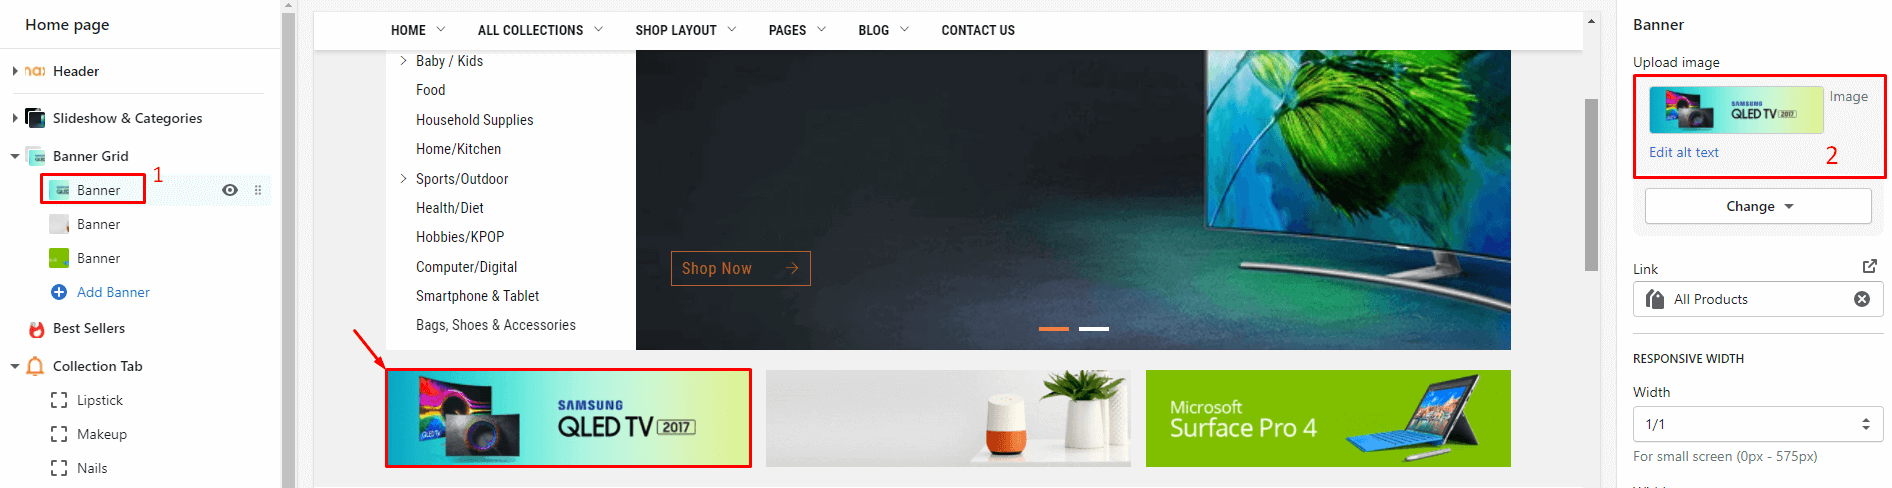 Home page
Header
Slideshow & Categories
Banner Grid
Banner
1
Banner
Banner
Add Banner
Best Sellers
Collection Tab
Lipstick
Makeup
Nails
HOME
ALL COLLECTIONS
SHOP LAYOUT
PAGES
BLOG
CONTACT US
Baby / Kids
Food
Household Supplies
Home/Kitchen
Sports/Outdoor
Health/Diet
Hobbies/KPOP
Computer/Digital
Smartphone & Tablet
Bags, Shoes & Accessories
Shop Now
SAMSUNG
QLED TV 2017
Microsoft
Surface Pro 4
Banner
Upload image
SAMSUNG
QLED TV 2017
Image
Edit alt text
2
Change
Link
All Products
RESPONSIVE WIDTH
Width
1/1
For small screen (0px - 575px)